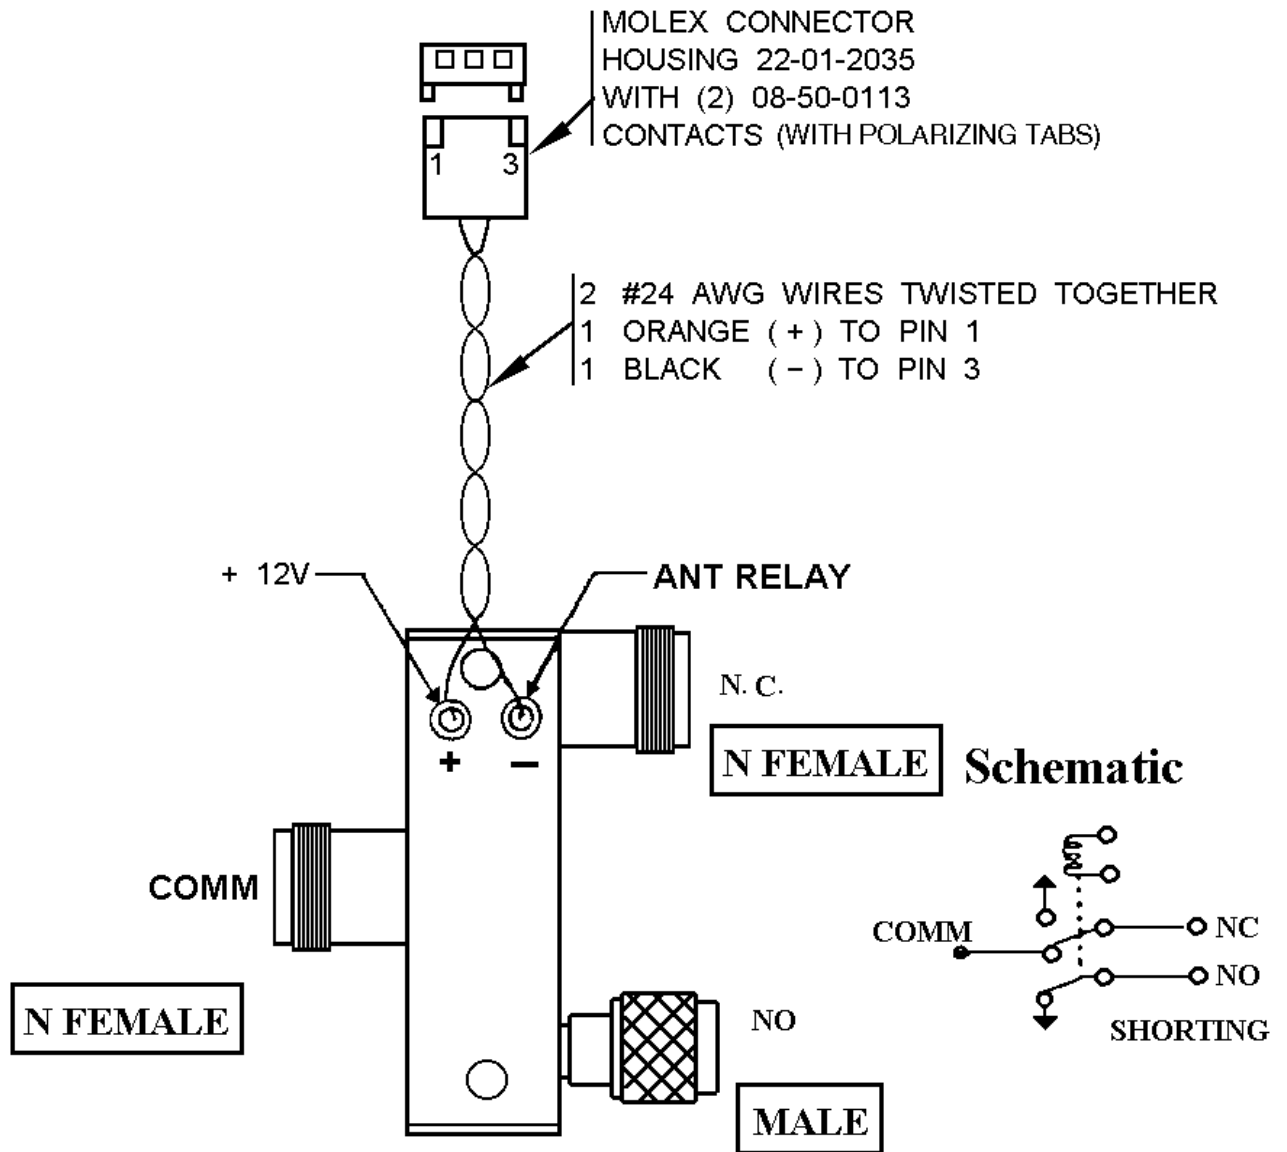 MOLEX CONNECTOR
HOUSING 22-01-2035
WITH (2) 08-50-0113
CONTACTS (WITH POLARIZING TABS)
1 3
2 #24 AWG WIRES TWISTED TOGETHER
1 ORANGE (+) TO PIN 1
1 BLACK (−) TO PIN 3
+ 12V
ANT RELAY
+ −
N. C.
N FEMALE
Schematic
COMM
N FEMALE
NO
MALE
COMM
NC
NO
SHORTING